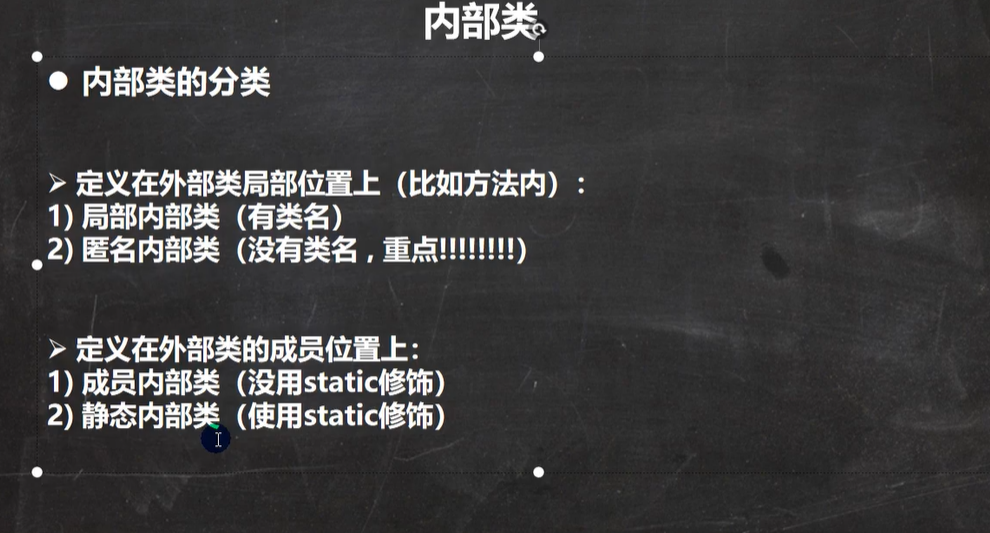 内部类
● 内部类的分类
➢ 定义在外部类局部位置上（比如方法内）：
1) 局部内部类（有类名）
2) 匿名内部类（没有类名，重点!!!!!!!!）
➢ 定义在外部类的成员位置上：
1) 成员内部类（没用static修饰）
2) 静态内部类（使用static修饰）